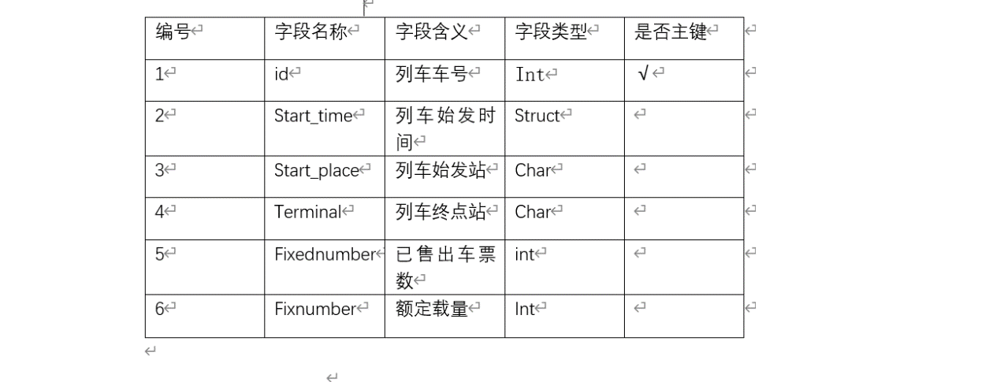 编号 字段名称 字段含义 字段类型 是否主键
1 id 列车车号 Int √
2 Start_time 列车始发时 Struct
间
3 Start_place 列车始发站 Char
4 Terminal 列车终点站 Char
5 Fixednumber 已售出车票 int
数
6 Fixnumber 额定载量 Int